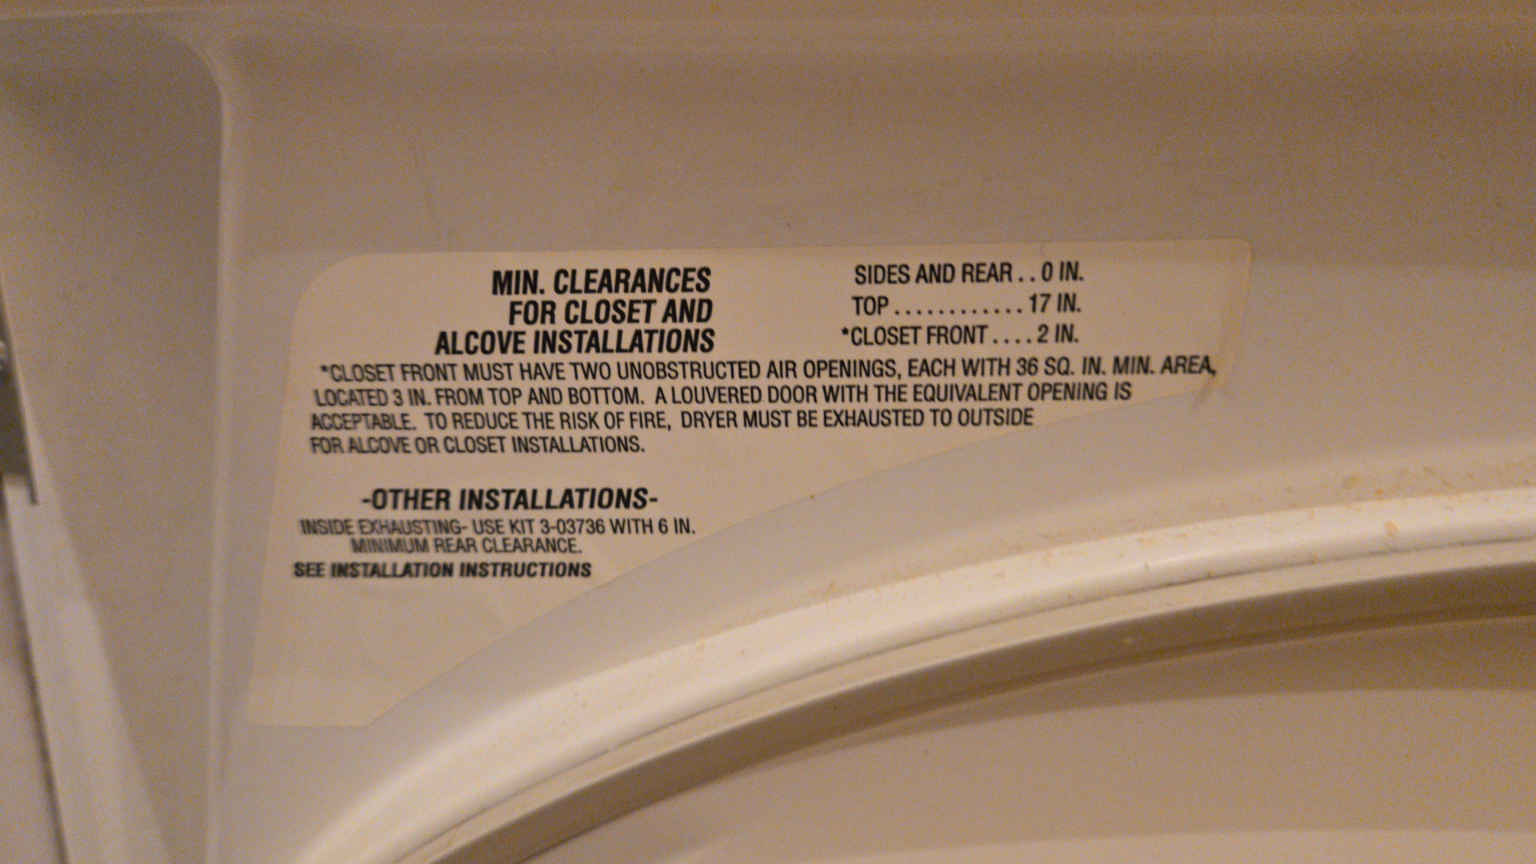 MIN. CLEARANCES
FOR CLOSET AND
ALCOVE INSTALLATIONS
SIDES AND REAR . . 0 IN.
TOP . . . . . . . . . . . . 17 IN.
*CLOSET FRONT . . . . 2 IN.
*CLOSET FRONT MUST HAVE TWO UNOBSTRUCTED AIR OPENINGS, EACH WITH 36 SQ. IN. MIN. AREA,
LOCATED 3 IN. FROM TOP AND BOTTOM. A LOUVERED DOOR WITH THE EQUIVALENT OPENING IS
ACCEPTABLE. TO REDUCE THE RISK OF FIRE, DRYER MUST BE EXHAUSTED TO OUTSIDE
FOR ALCOVE OR CLOSET INSTALLATIONS.
-OTHER INSTALLATIONS-
INSIDE EXHAUSTING- USE KIT 3-03736 WITH 6 IN.
MINIMUM REAR CLEARANCE.
SEE INSTALLATION INSTRUCTIONS